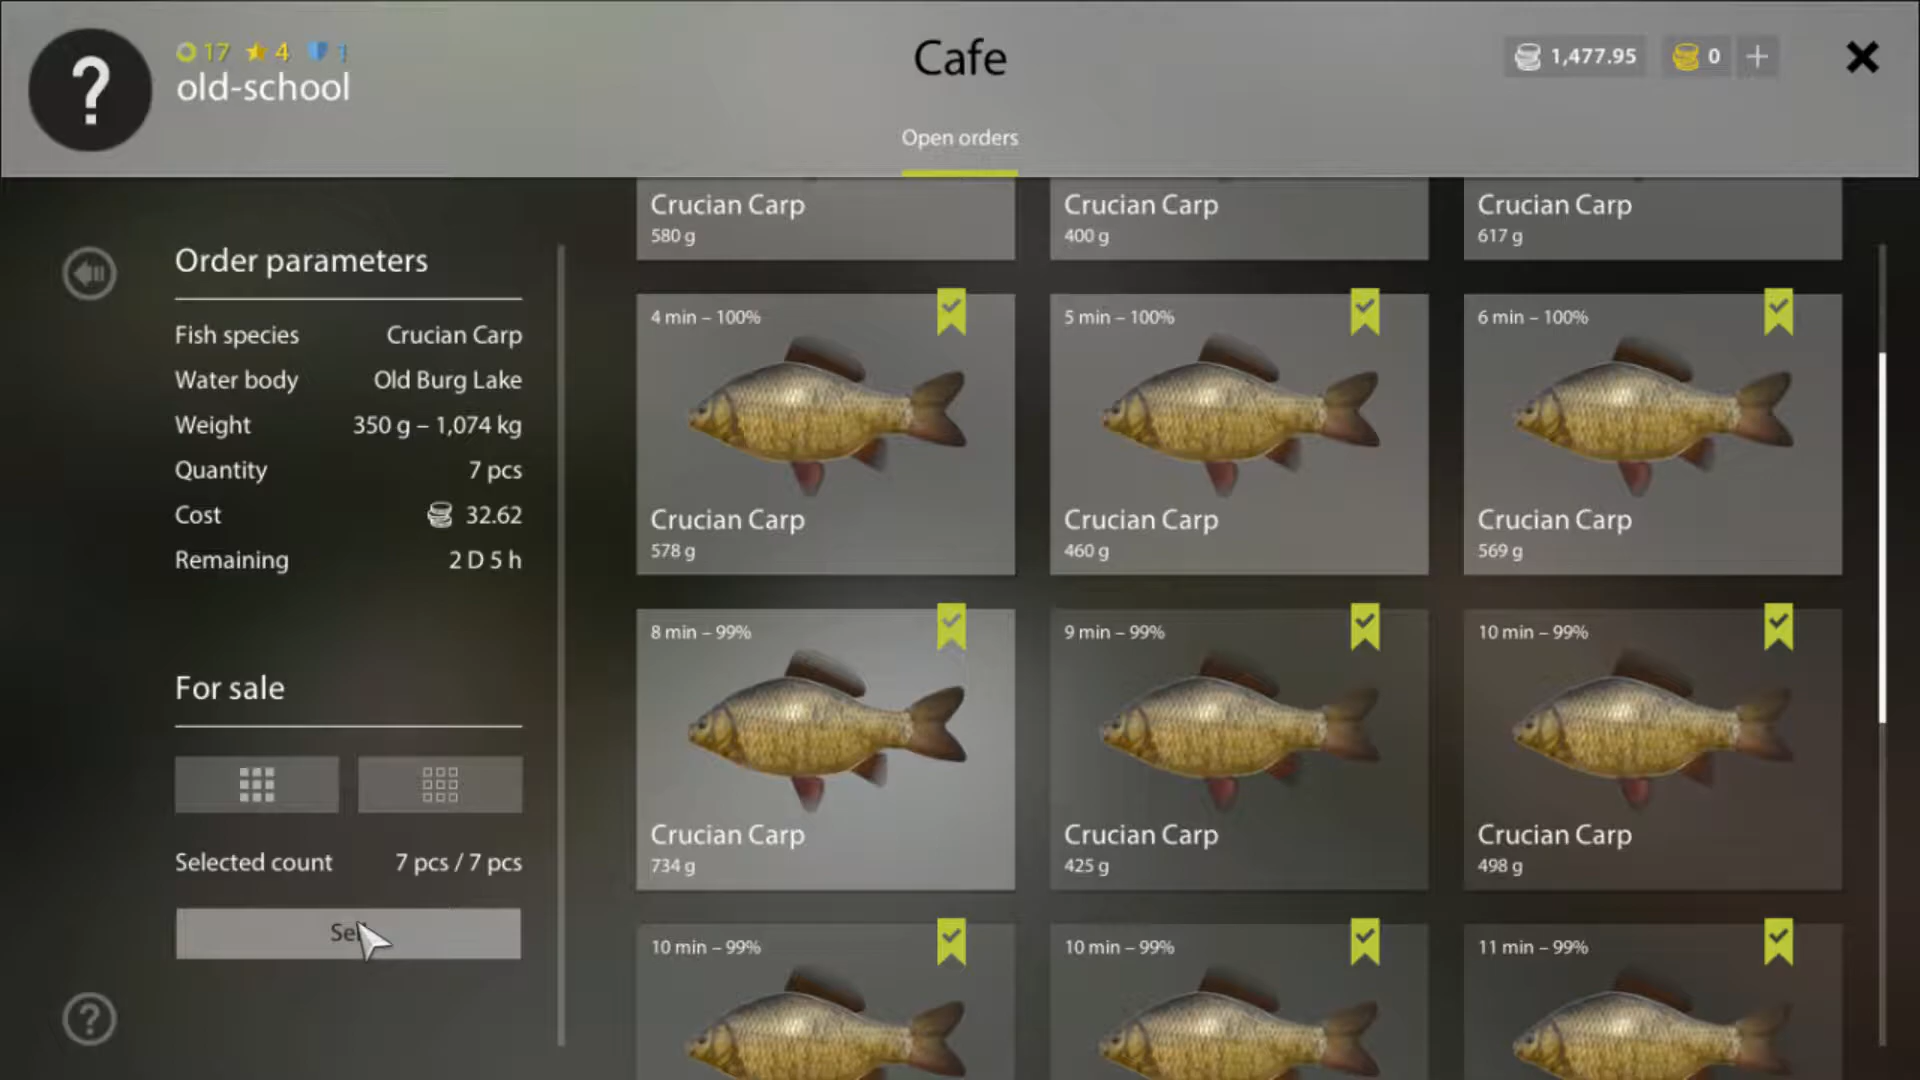 17 4 1
old-school
Cafe
1,477.95
0
Open orders
Order parameters
Fish species Crucian Carp
Water body Old Burg Lake
Weight 350 g – 1,074 kg
Quantity 7 pcs
Cost 32.62
Remaining 2 D 5 h
For sale
Selected count 7 pcs / 7 pcs
Crucian Carp
580 g
Crucian Carp
400 g
Crucian Carp
617 g
4 min – 100%
Crucian Carp
578 g
5 min – 100%
Crucian Carp
460 g
6 min – 100%
Crucian Carp
569 g
8 min – 99%
Crucian Carp
734 g
9 min – 99%
Crucian Carp
425 g
10 min – 99%
Crucian Carp
498 g
10 min – 99%
10 min – 99%
11 min – 99%